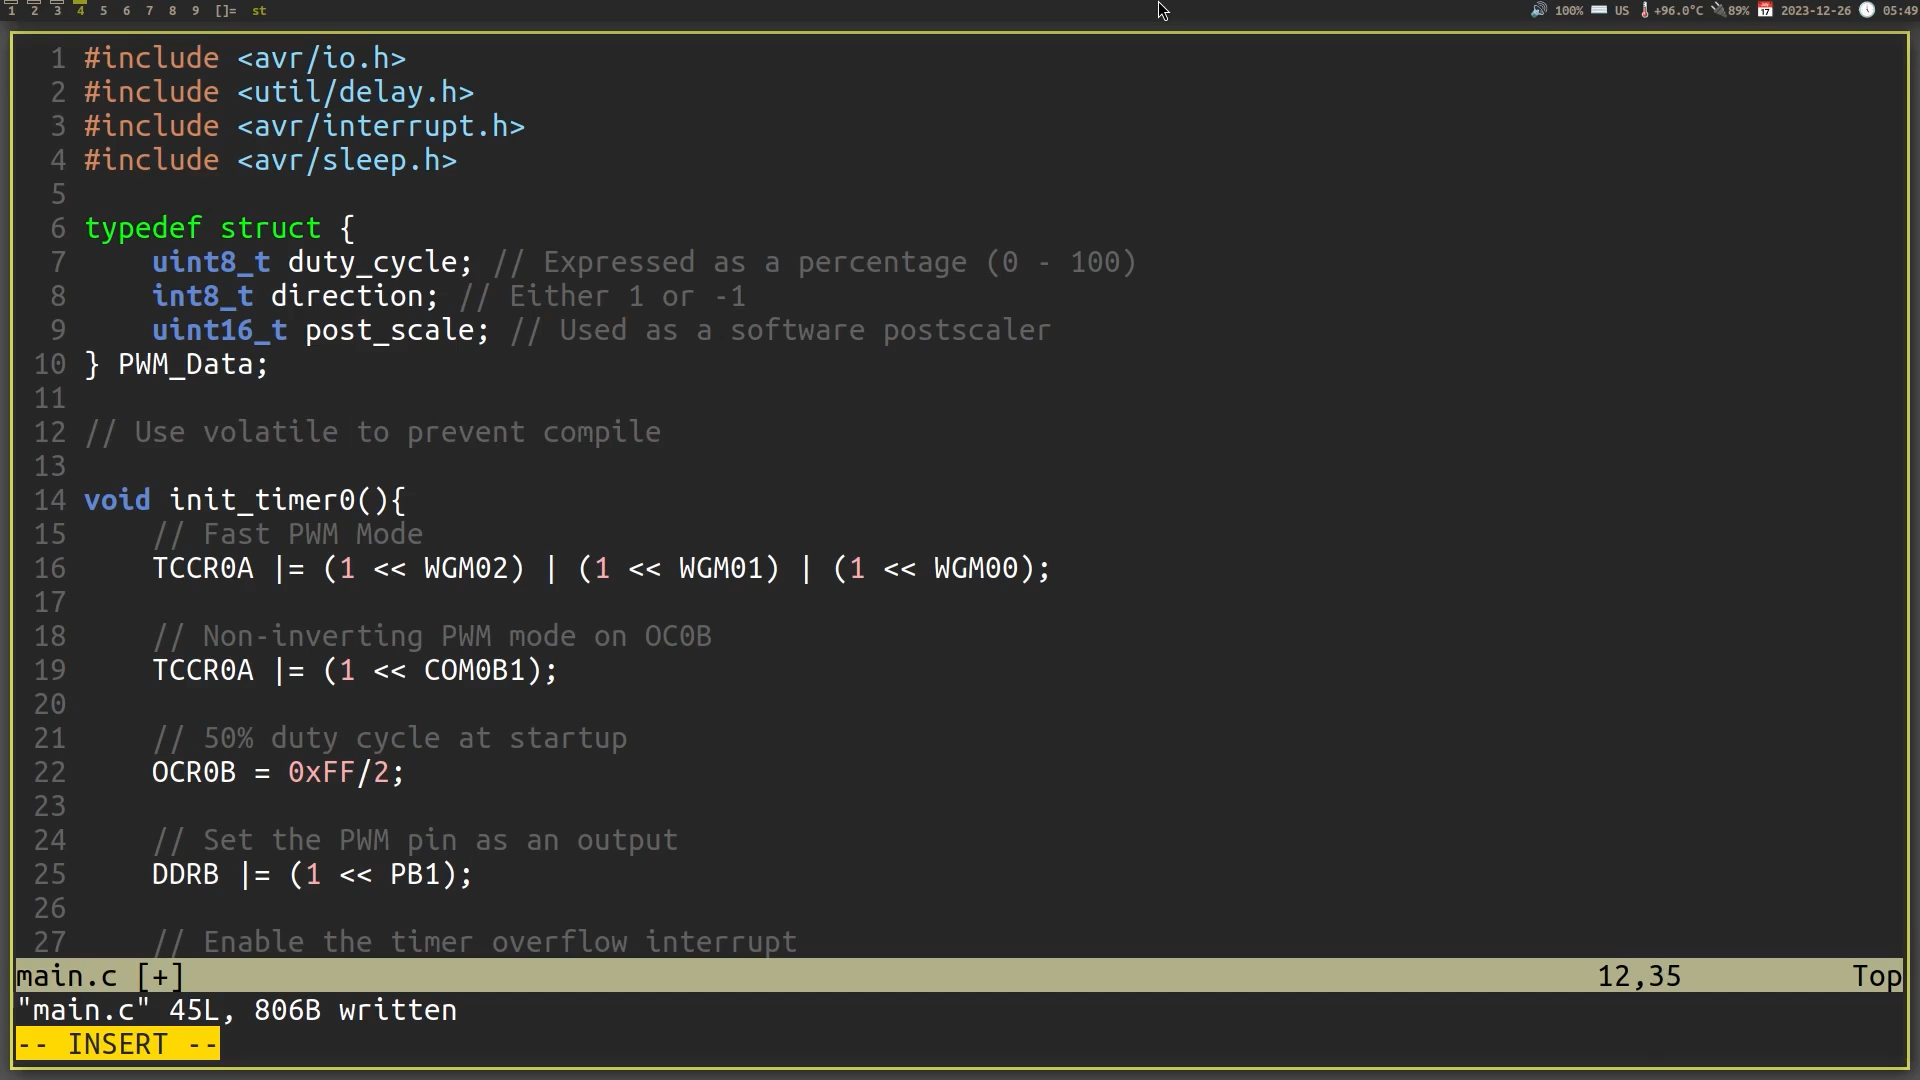 1 2 3 4 5 6 7 8 9 []= st 100% US +96.0°C 89% 2023-12-26 05:49
1 #include <avr/io.h>
2 #include <util/delay.h>
3 #include <avr/interrupt.h>
4 #include <avr/sleep.h>
5
6 typedef struct {
7     uint8_t duty_cycle; // Expressed as a percentage (0 - 100)
8     int8_t direction; // Either 1 or -1
9     uint16_t post_scale; // Used as a software postscaler
10 } PWM_Data;
11
12 // Use volatile to prevent compile
13
14 void init_timer0(){
15     // Fast PWM Mode
16     TCCR0A |= (1 << WGM02) | (1 << WGM01) | (1 << WGM00);
17
18     // Non-inverting PWM mode on OC0B
19     TCCR0A |= (1 << COM0B1);
20
21     // 50% duty cycle at startup
22     OCR0B = 0xFF/2;
23
24     // Set the PWM pin as an output
25     DDRB |= (1 << PB1);
26
27     // Enable the timer overflow interrupt
main.c [+] 12,35 Top
"main.c" 45L, 806B written
-- INSERT --